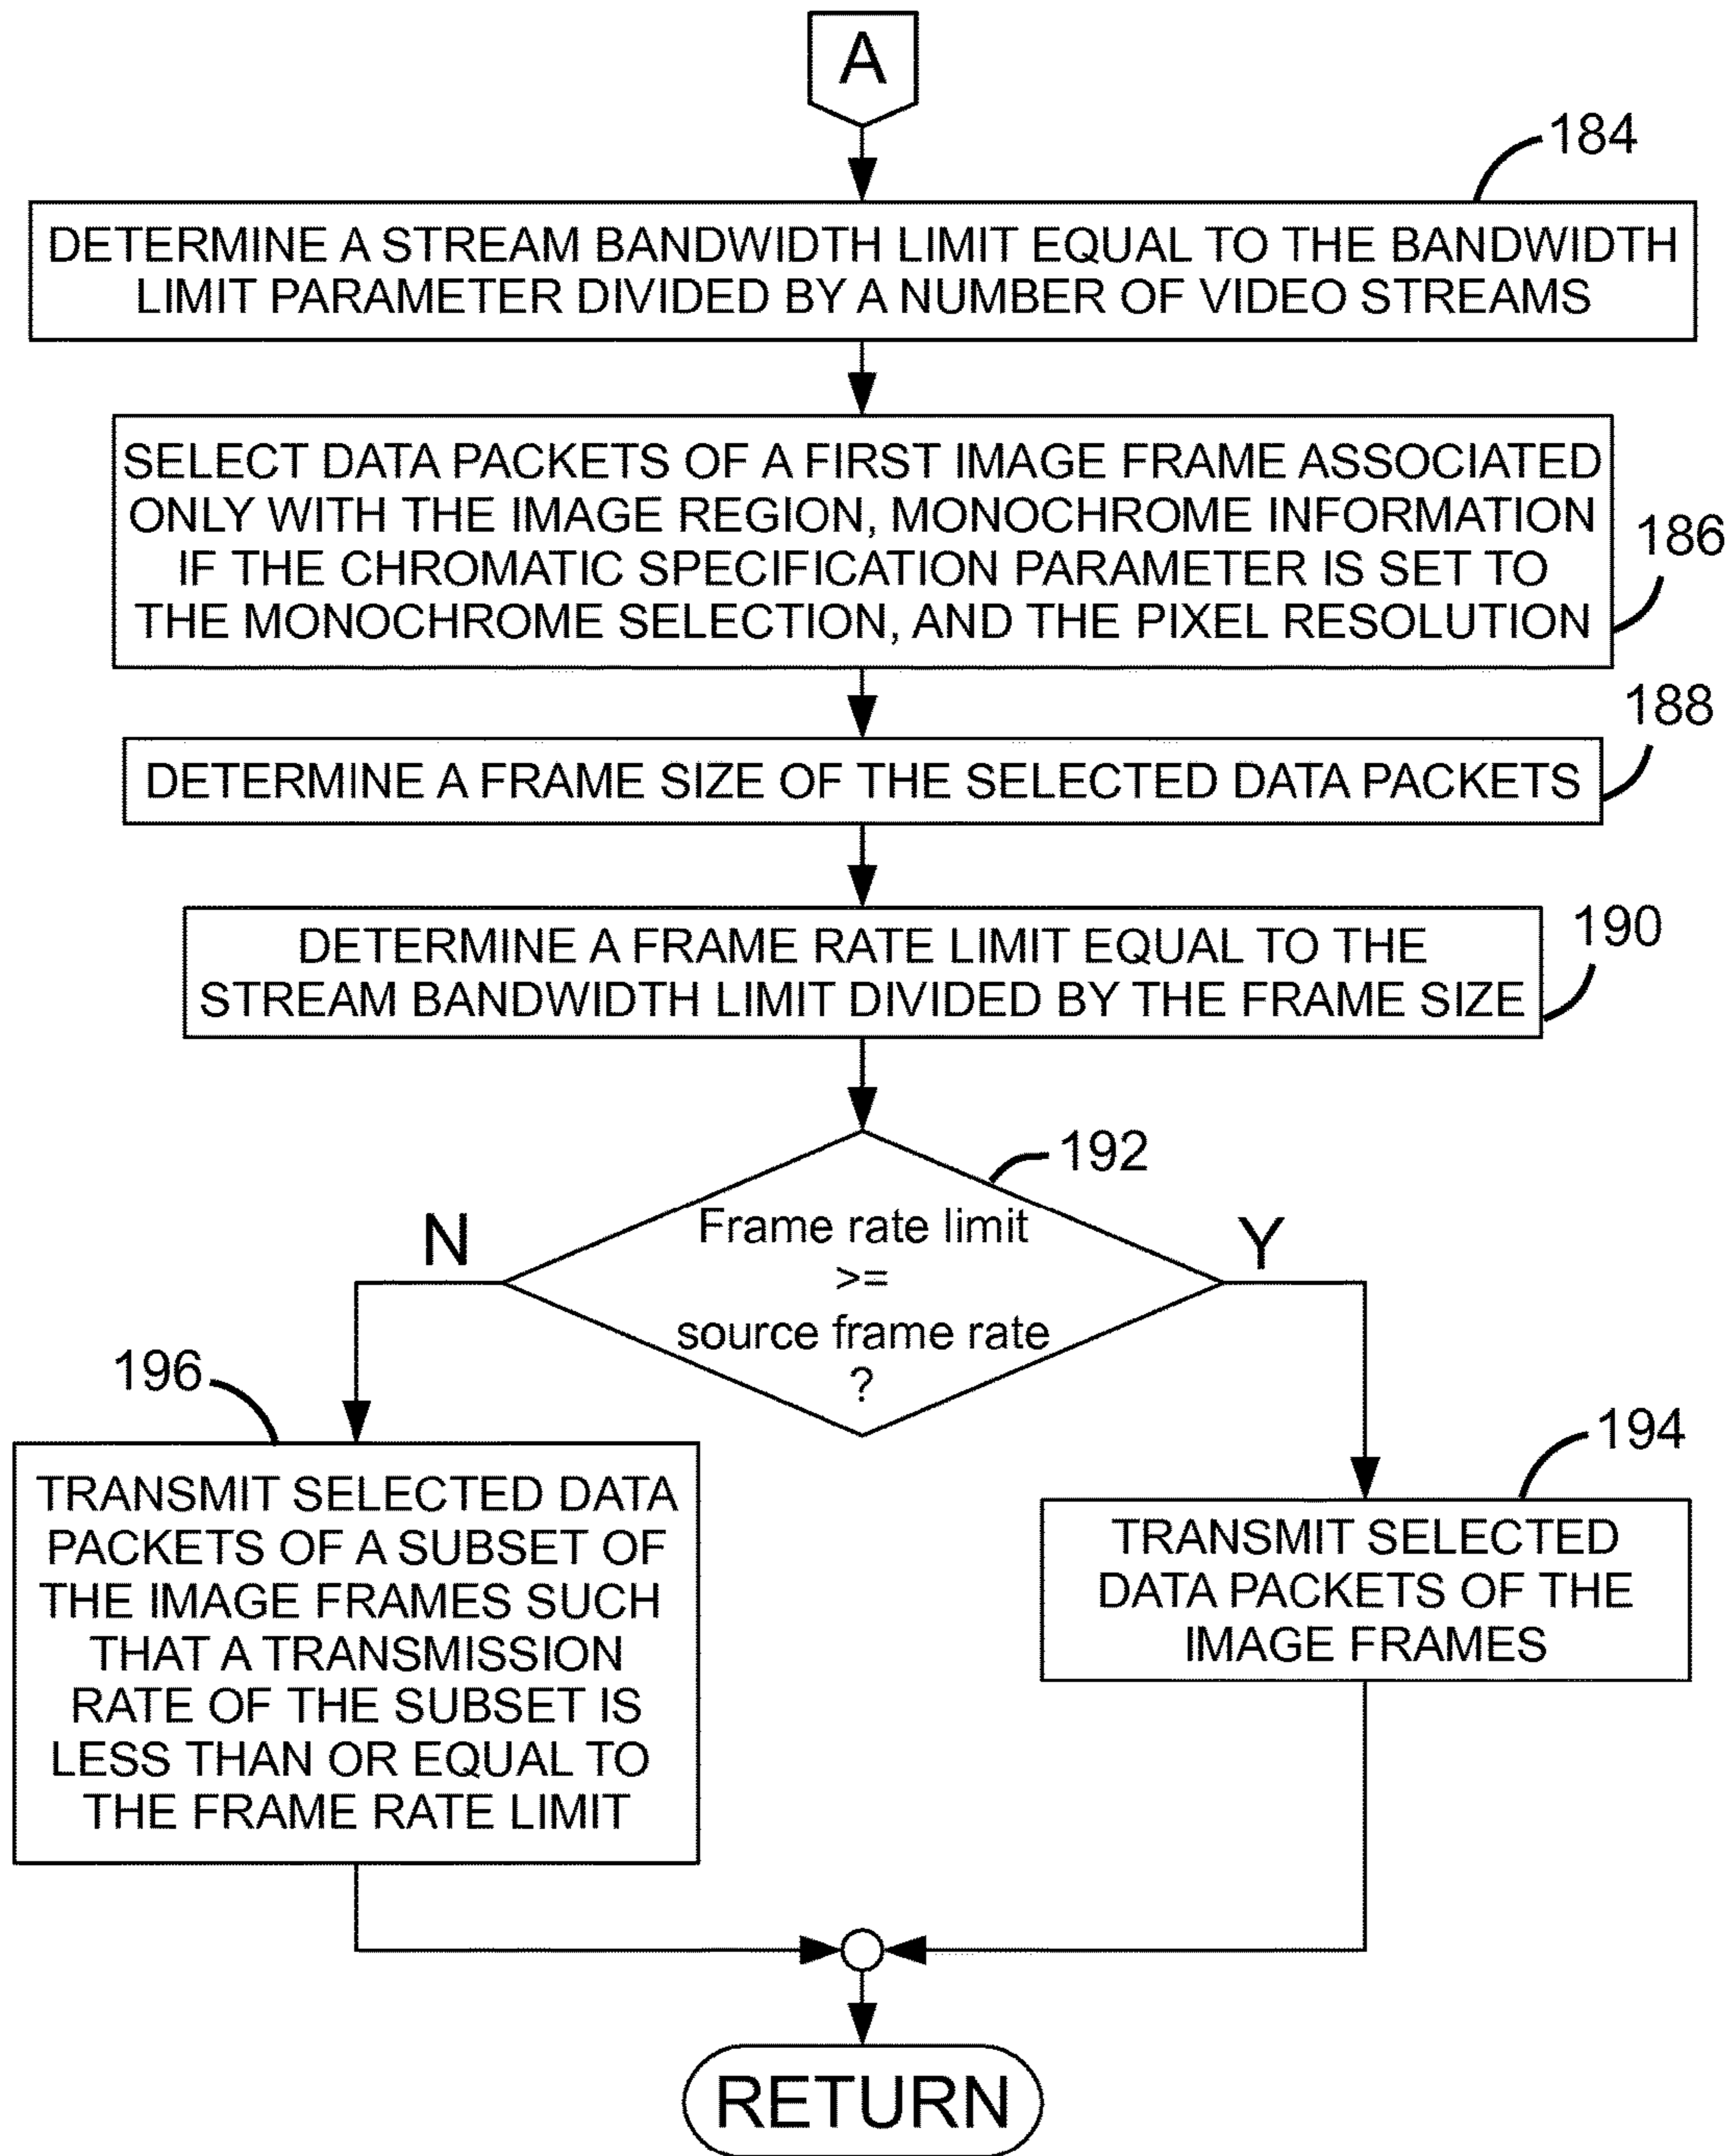 A
184
DETERMINE A STREAM BANDWIDTH LIMIT EQUAL TO THE BANDWIDTH
LIMIT PARAMETER DIVIDED BY A NUMBER OF VIDEO STREAMS
SELECT DATA PACKETS OF A FIRST IMAGE FRAME ASSOCIATED
ONLY WITH THE IMAGE REGION, MONOCHROME INFORMATION
IF THE CHROMATIC SPECIFICATION PARAMETER IS SET TO
THE MONOCHROME SELECTION, AND THE PIXEL RESOLUTION
186
188
DETERMINE A FRAME SIZE OF THE SELECTED DATA PACKETS
190
DETERMINE A FRAME RATE LIMIT EQUAL TO THE
STREAM BANDWIDTH LIMIT DIVIDED BY THE FRAME SIZE
192
N
Y
Frame rate limit
>=
source frame rate
?
196
TRANSMIT SELECTED DATA
PACKETS OF A SUBSET OF
THE IMAGE FRAMES SUCH
THAT A TRANSMISSION
RATE OF THE SUBSET IS
LESS THAN OR EQUAL TO
THE FRAME RATE LIMIT
194
TRANSMIT SELECTED
DATA PACKETS OF THE
IMAGE FRAMES
RETURN